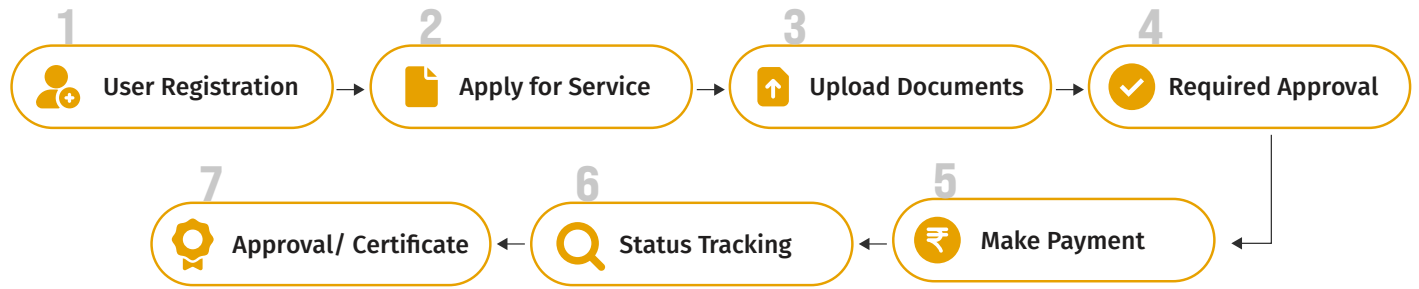 1
User Registration
2
Apply for Service
3
Upload Documents
4
Required Approval
5
₹
Make Payment
6
Status Tracking
7
Approval/ Certificate